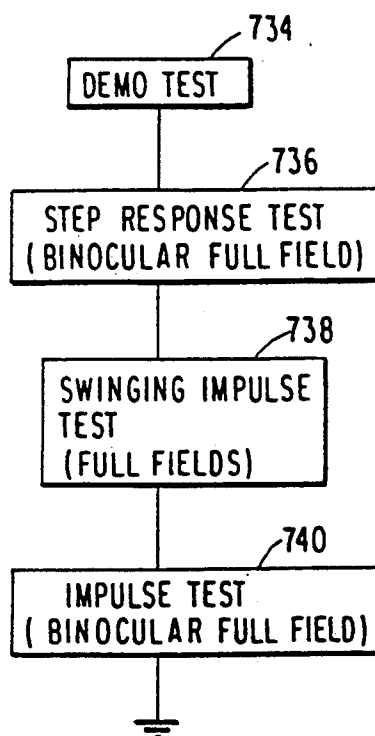 734
DEMO TEST
736
STEP RESPONSE TEST
(BINOCULAR FULL FIELD)
738
SWINGING IMPULSE
TEST
(FULL FIELDS)
740
IMPULSE TEST
(BINOCULAR FULL FIELD)